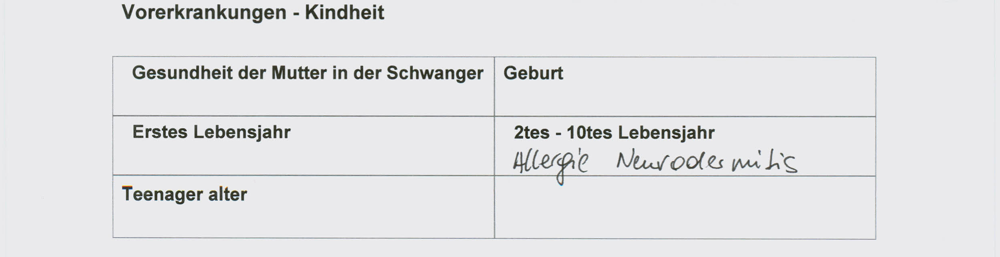 Vorerkrankungen - Kindheit
Gesundheit der Mutter in der Schwanger
Geburt
Erstes Lebensjahr
2tes - 10tes Lebensjahr
Allergie Neurodermitis
Teenager alter